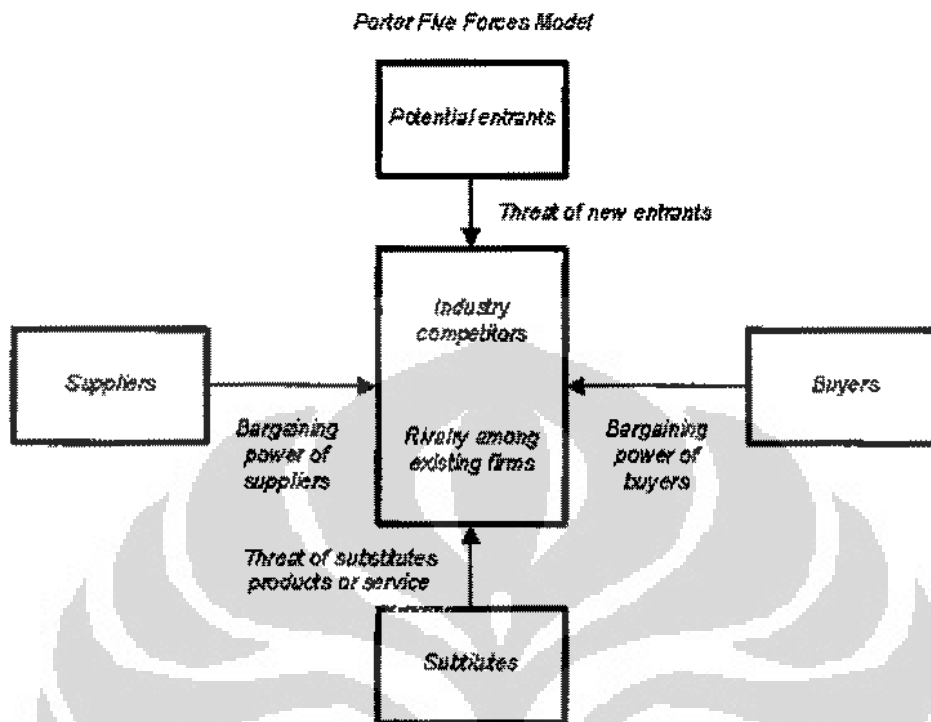 Porter Five Forces Model
Potential entrants
Threat of new entrants
Industry
competitors
Suppliers
Buyers
Bargaining
power of
suppliers
Rivalry among
existing firms
Bargaining
power of
buyers
Threat of substitutes
products or service
Subtitutes